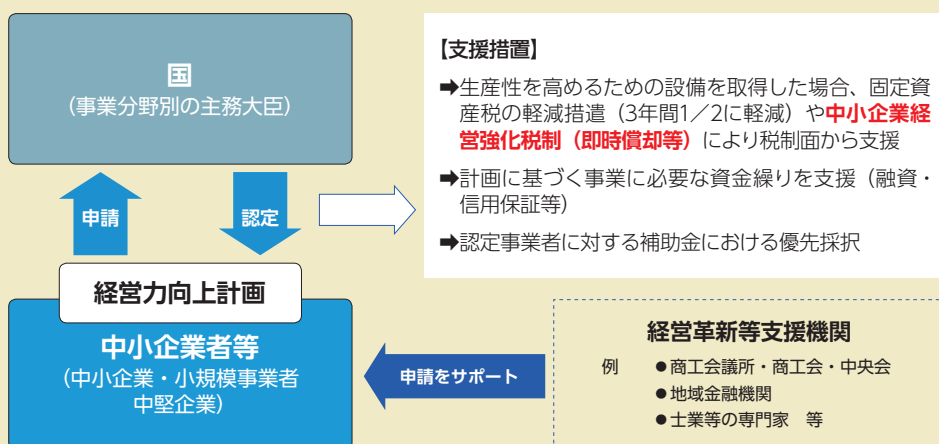 国
（事業分野別の主務大臣）
申請
認定
経営力向上計画
中小企業者等
（中小企業・小規模事業者
中堅企業）
【支援措置】
➡生産性を高めるための設備を取得した場合、固定資
産税の軽減措遣（3年間1／2に軽減）や中小企業経
営強化税制（即時償却等）により税制面から支援
➡計画に基づく事業に必要な資金繰りを支援（融資・
信用保証等）
➡認定事業者に対する補助金における優先採択
申請をサポート
経営革新等支援機関
例　●商工会議所・商工会・中央会
●地域金融機関
●士業等の専門家　等